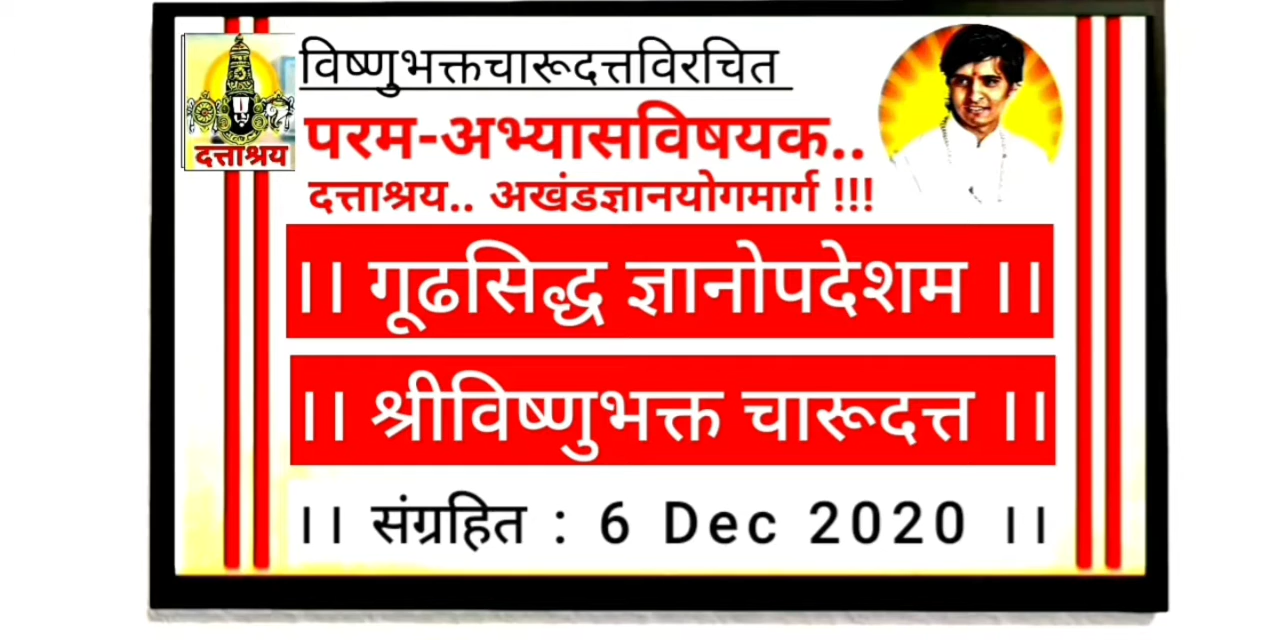 विष्णुभक्तचारूदत्तविरचित
दत्ताश्रय
परम-अभ्यासविषयक..
दत्ताश्रय.. अखंडज्ञानयोगमार्ग !!!
।। गूढसिद्ध ज्ञानोपदेशम ।।
।। श्रीविष्णुभक्त चारूदत्त ।।
।। संग्रहित : 6 Dec 2020 ।।